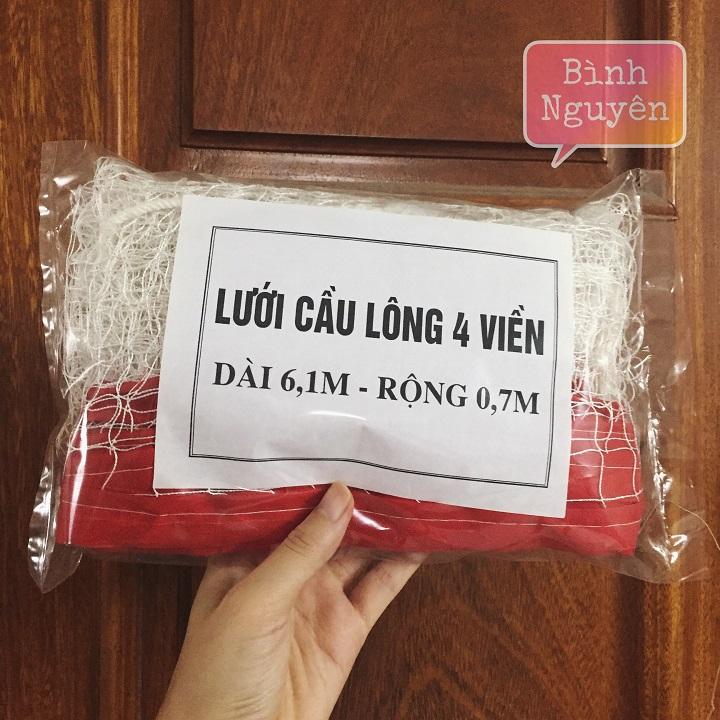 Bình
Nguyên
LƯỚI CẦU LÔNG 4 VIỀN
DÀI 6,1M - RỘNG 0,7M